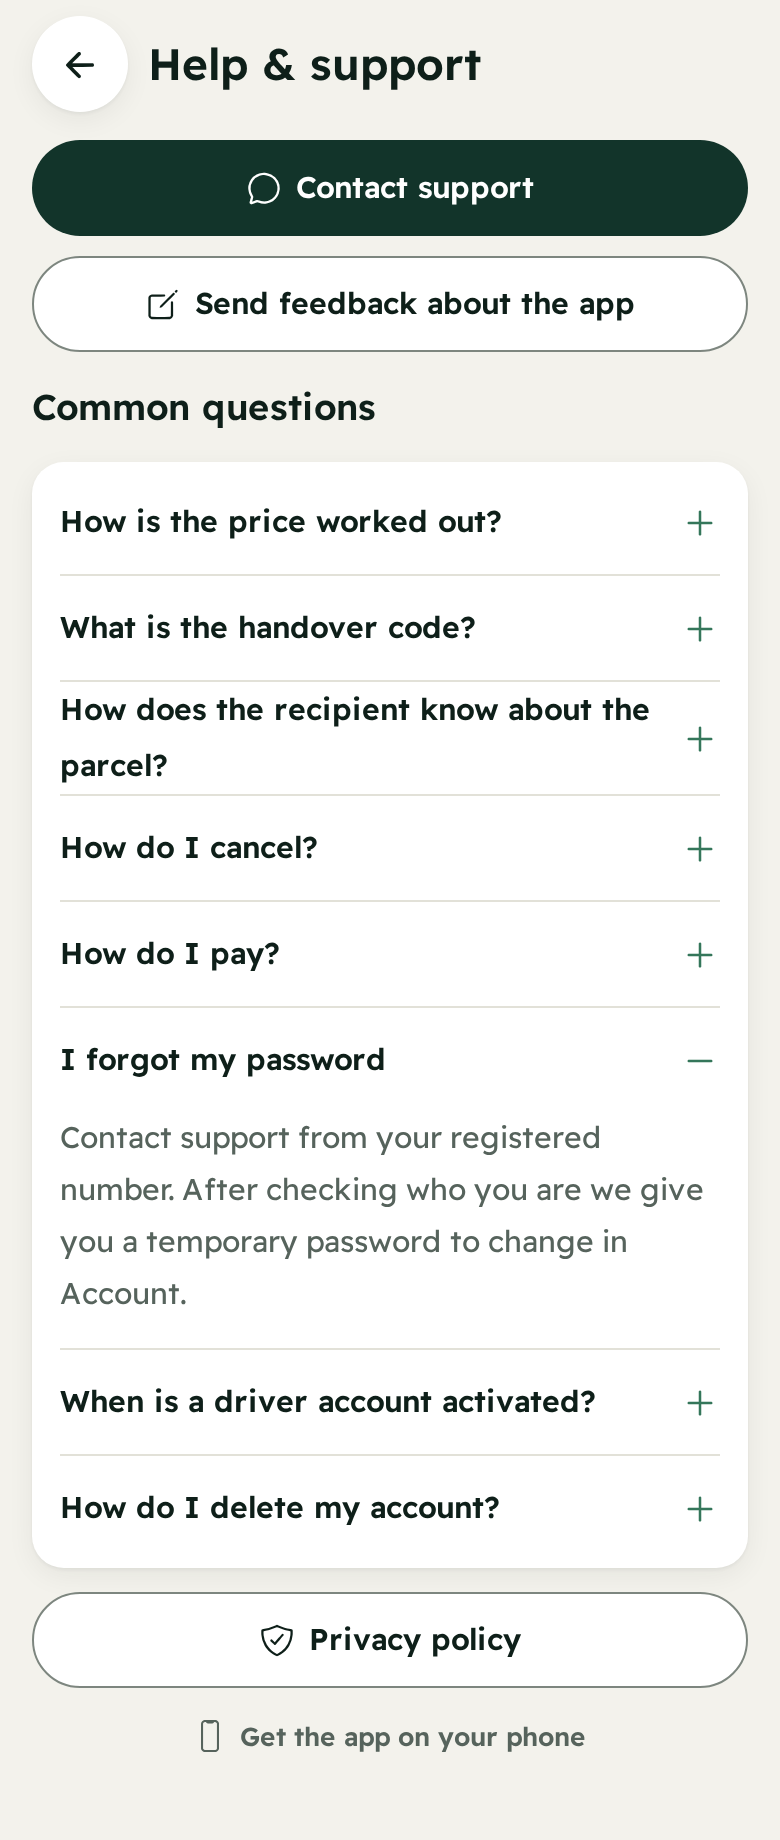 Help & support
Contact support
Send feedback about the app
Common questions
How is the price worked out?
What is the handover code?
How does the recipient know about the
parcel?
How do I cancel?
How do I pay?
I forgot my password
Contact support from your registered
number. After checking who you are we give
you a temporary password to change in
Account.
When is a driver account activated?
How do I delete my account?
Privacy policy
Get the app on your phone